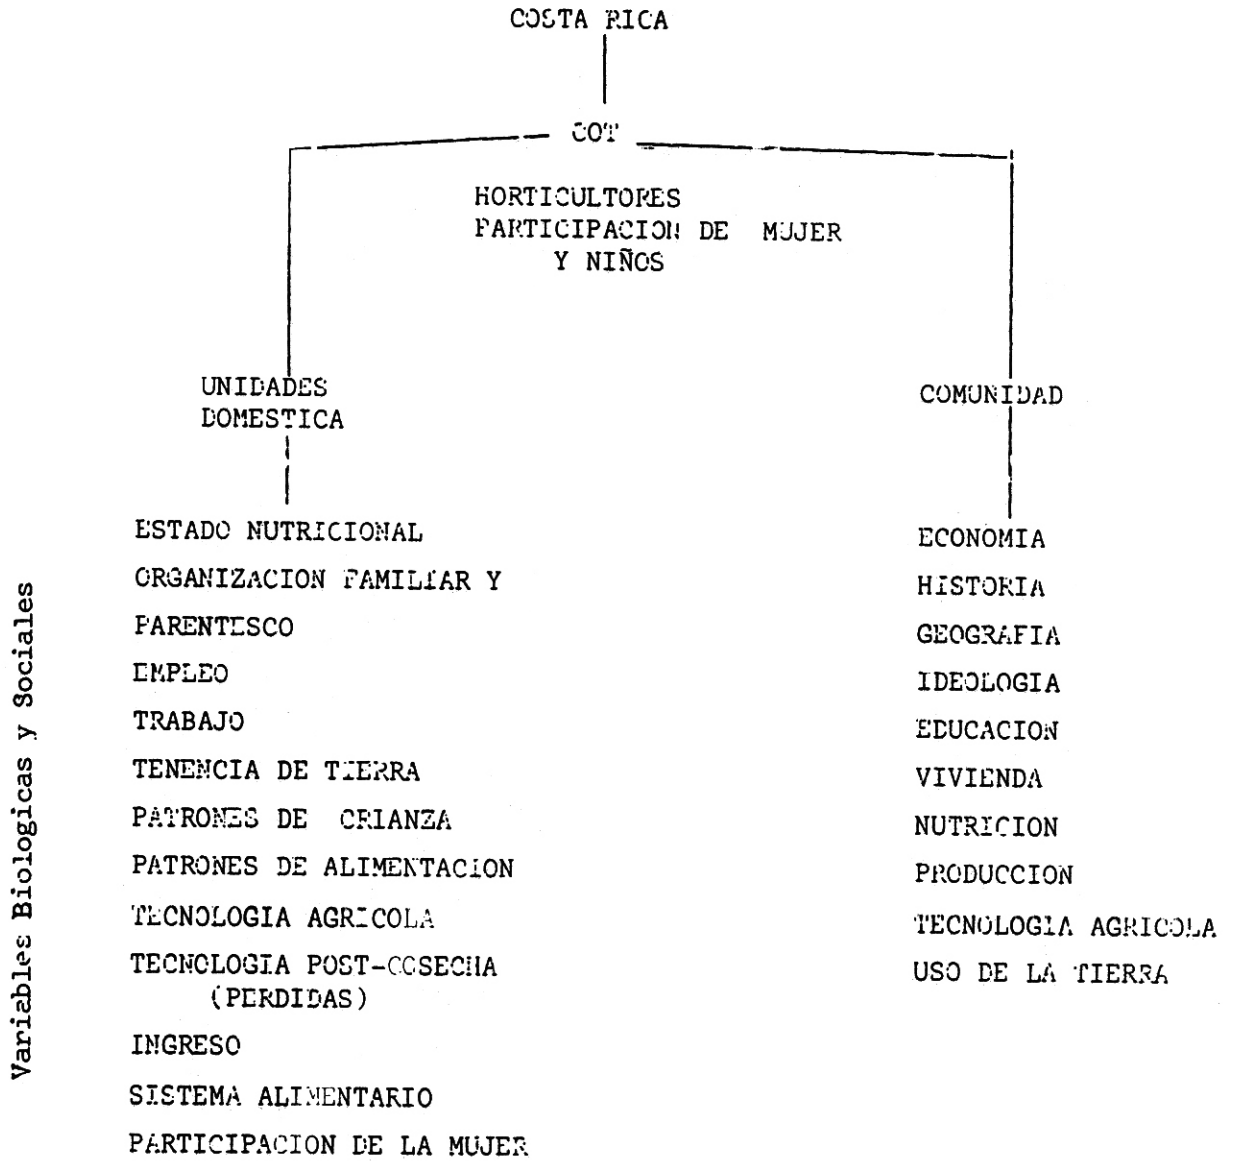 COSTA RICA
COT
HORTICULTORES
PARTICIPACION DE MUJER
Y NIÑOS
UNIDADES
DOMESTICA
COMUNIDAD
Variables Biologicas y Sociales
ESTADO NUTRICIONAL
ORGANIZACION FAMILIAR Y
PARENTESCO
EMPLEO
TRABAJO
TENENCIA DE TIERRA
PATRONES DE CRIANZA
PATRONES DE ALIMENTACION
TECNOLOGIA AGRICOLA
TECNOLOGIA POST-COSECHA
(PERDIDAS)
INGRESO
SISTEMA ALIMENTARIO
PARTICIPACION DE LA MUJER
ECONOMIA
HISTORIA
GEOGRAFIA
IDEOLOGIA
EDUCACION
VIVIENDA
NUTRICION
PRODUCCION
TECNOLOGIA AGRICOLA
USO DE LA TIERRA